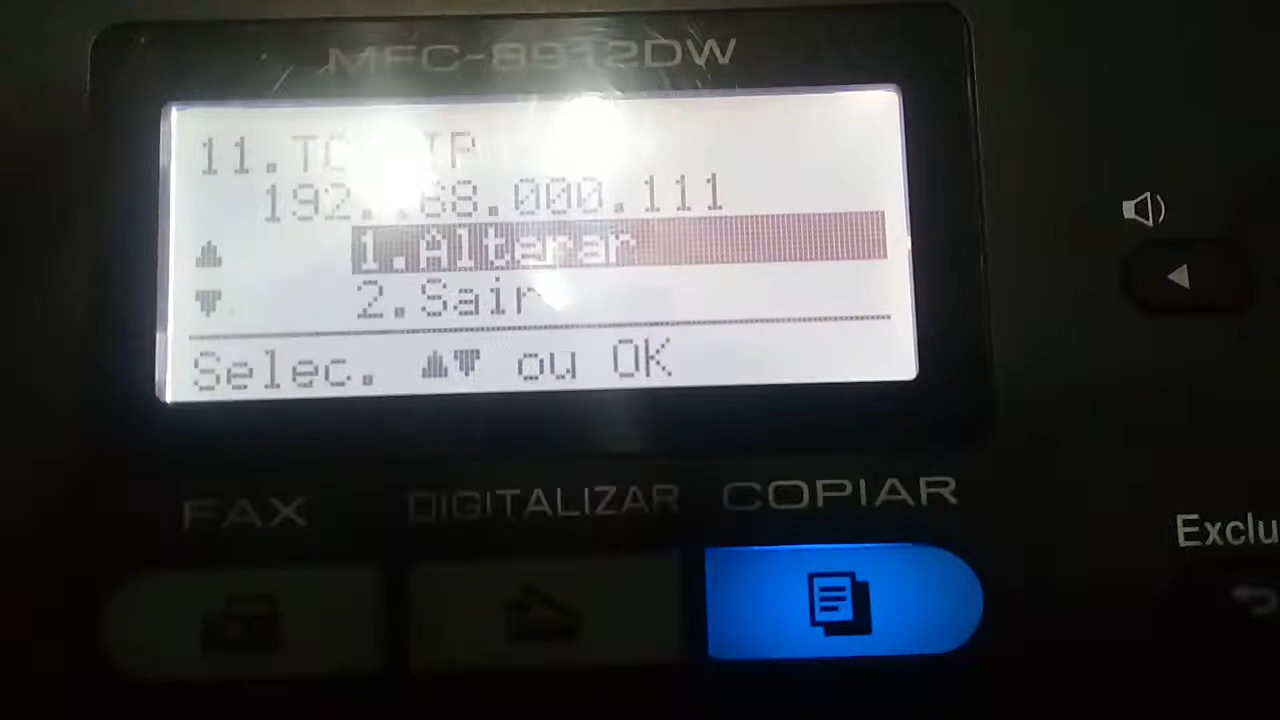 MFC-8912DW
11.TCP/IP
192.168.000.111
1.Alterar
2.Sair
Selec. ▲▼ ou OK
FAX DIGITALIZAR COPIAR